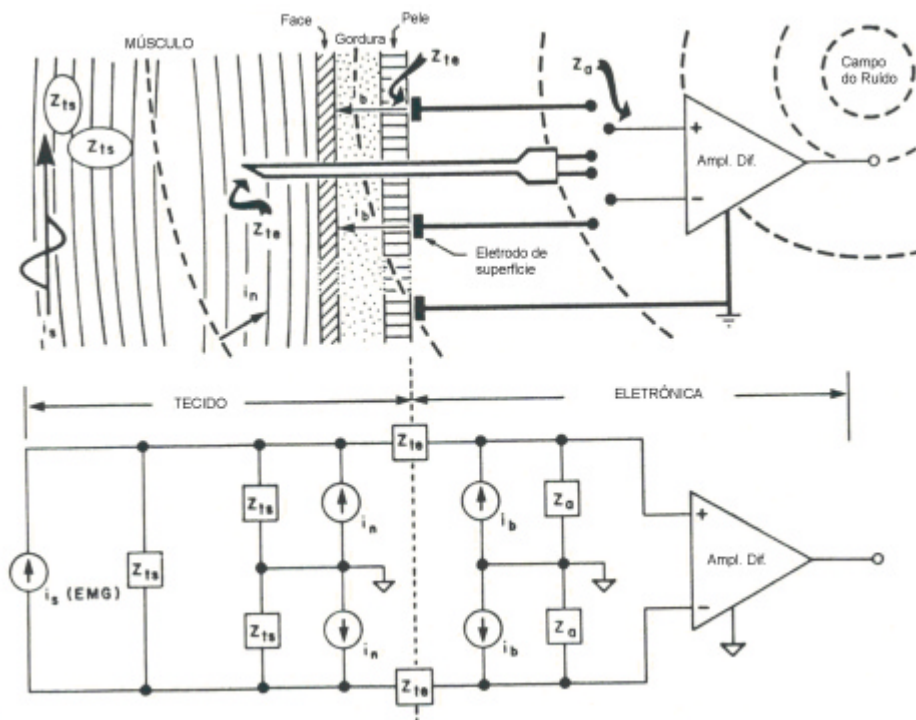 Face
Pele
MÚSCULO
Gordura
Zte
Za
Campo
do Ruído
Zts
ib
Zts
+
Ampl. Dif.
ib
−
Zte
Eletrodo de
superfície
in
is
TECIDO
ELETRÓNICA
Zte
Zts
in
ib
Za
+
is (EMG)
Zts
Ampl. Dif.
Zts
in
ib
Za
−
Zte